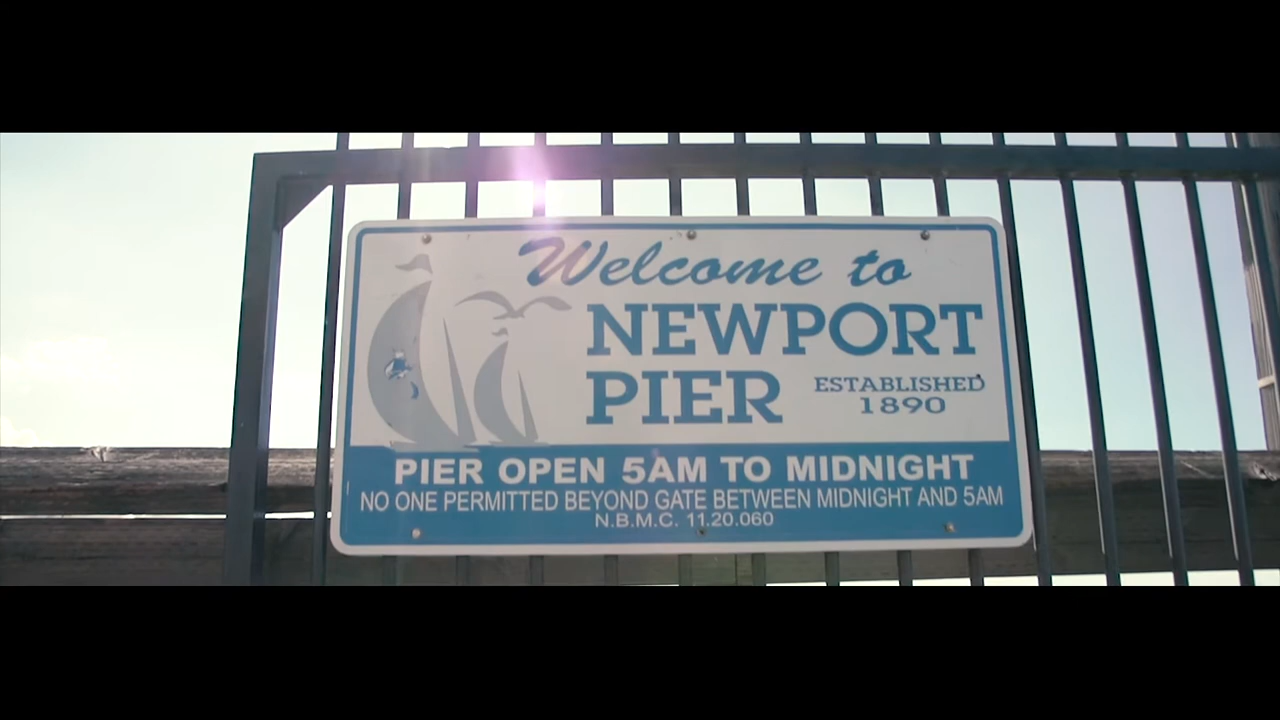 Welcome to
NEWPORT
PIER
ESTABLISHED
1890
PIER OPEN 5AM TO MIDNIGHT
NO ONE PERMITTED BEYOND GATE BETWEEN MIDNIGHT AND 5AM
N.B.M.C. 11.20.060